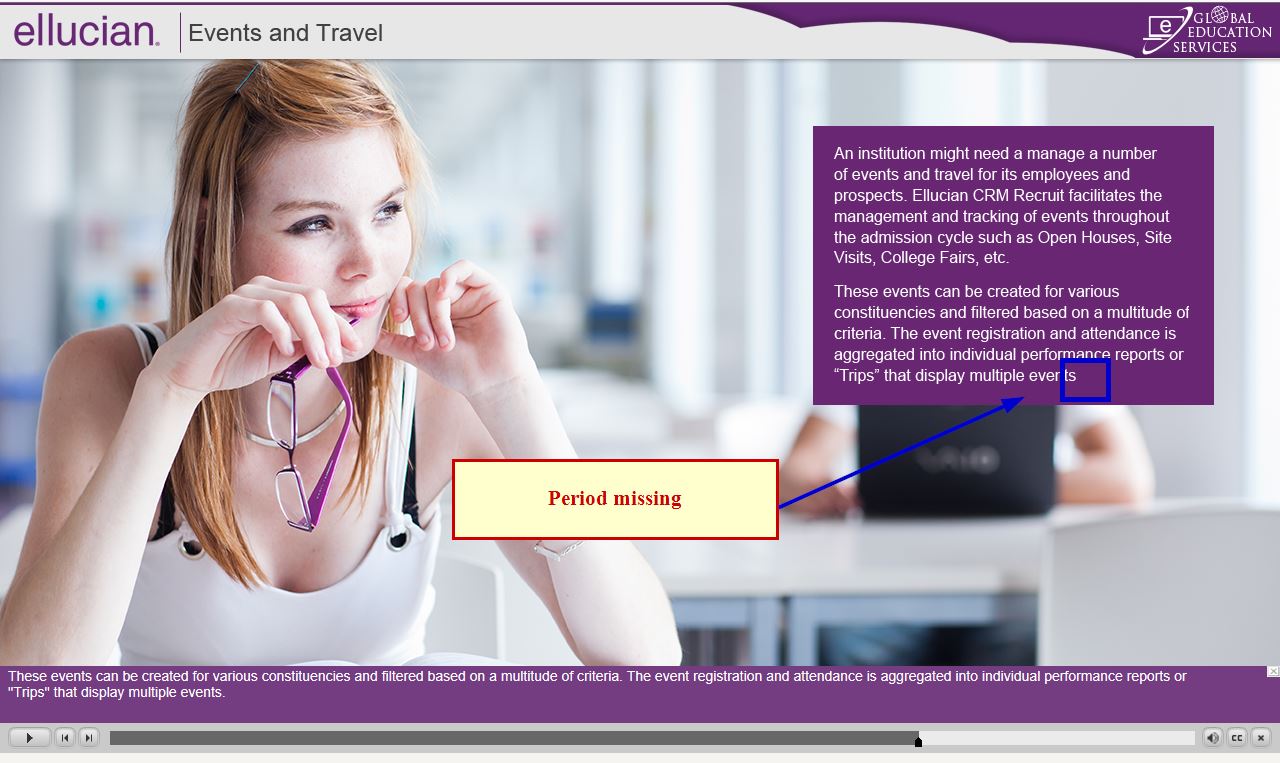 ellucian®
Events and Travel
GLOBAL
EDUCATION
SERVICES
An institution might need a manage a number
of events and travel for its employees and
prospects. Ellucian CRM Recruit facilitates the
management and tracking of events throughout
the admission cycle such as Open Houses, Site
Visits, College Fairs, etc.
These events can be created for various
constituencies and filtered based on a multitude of
criteria. The event registration and attendance is
aggregated into individual performance reports or
“Trips” that display multiple events
VAIO
Period missing
These events can be created for various constituencies and filtered based on a multitude of criteria. The event registration and attendance is aggregated into individual performance reports or
"Trips" that display multiple events.
CC